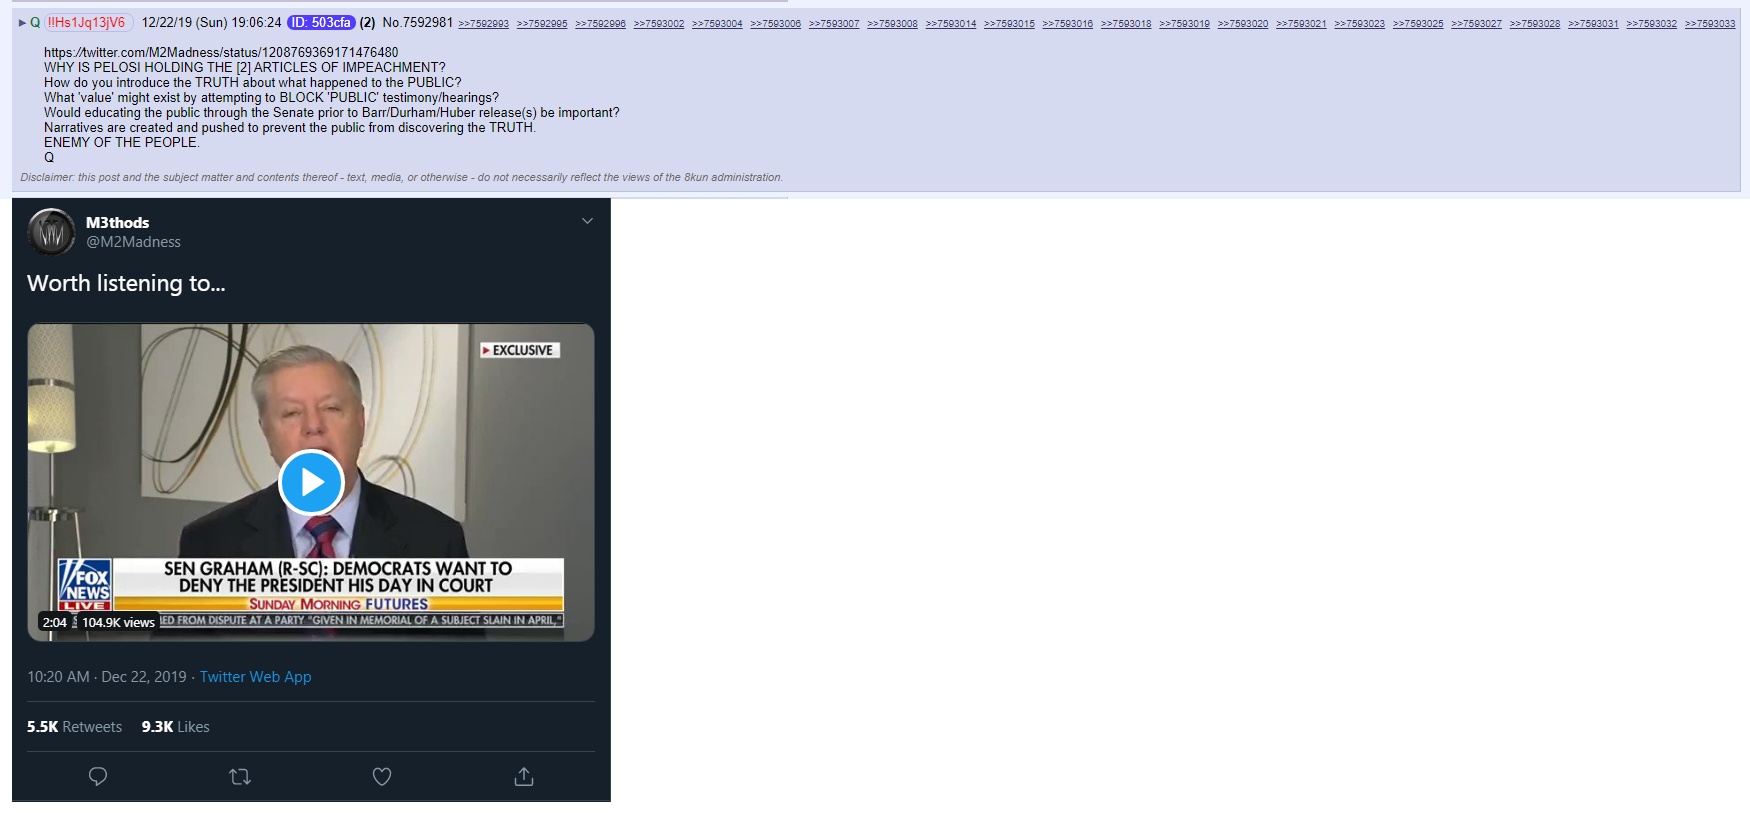 ▶ Q !!Hs1Jq13jV6 12/22/19 (Sun) 19:06:24 ID: 503cfa (2) No.7592981 >>7592993 >>7592995 >>7592996 >>7593002 >>7593004 >>7593006 >>7593007 >>7593008 >>7593014 >>7593015 >>7593016 >>7593018 >>7593019 >>7593020 >>7593021 >>7593023 >>7593025 >>7593027 >>7593028 >>7593031 >>7593032 >>7593033
https://twitter.com/M2Madness/status/1208769369171476480
WHY IS PELOSI HOLDING THE [2] ARTICLES OF IMPEACHMENT?
How do you introduce the TRUTH about what happened to the PUBLIC?
What 'value' might exist by attempting to BLOCK 'PUBLIC' testimony/hearings?
Would educating the public through the Senate prior to Barr/Durham/Huber release(s) be important?
Narratives are created and pushed to prevent the public from discovering the TRUTH.
ENEMY OF THE PEOPLE.
Q
Disclaimer: this post and the subject matter and contents thereof - text, media, or otherwise - do not necessarily reflect the views of the 8kun administration.
M3thods
@M2Madness
Worth listening to...
EXCLUSIVE
SEN GRAHAM (R-SC): DEMOCRATS WANT TO
DENY THE PRESIDENT HIS DAY IN COURT
FOX
NEWS
LIVE
SUNDAY MORNING FUTURES
2:04 104.9K views
ED FROM DISPUTE AT A PARTY "GIVEN IN MEMORIAL OF A SUBJECT SLAIN IN APRIL,"
10:20 AM · Dec 22, 2019 · Twitter Web App
5.5K Retweets 9.3K Likes